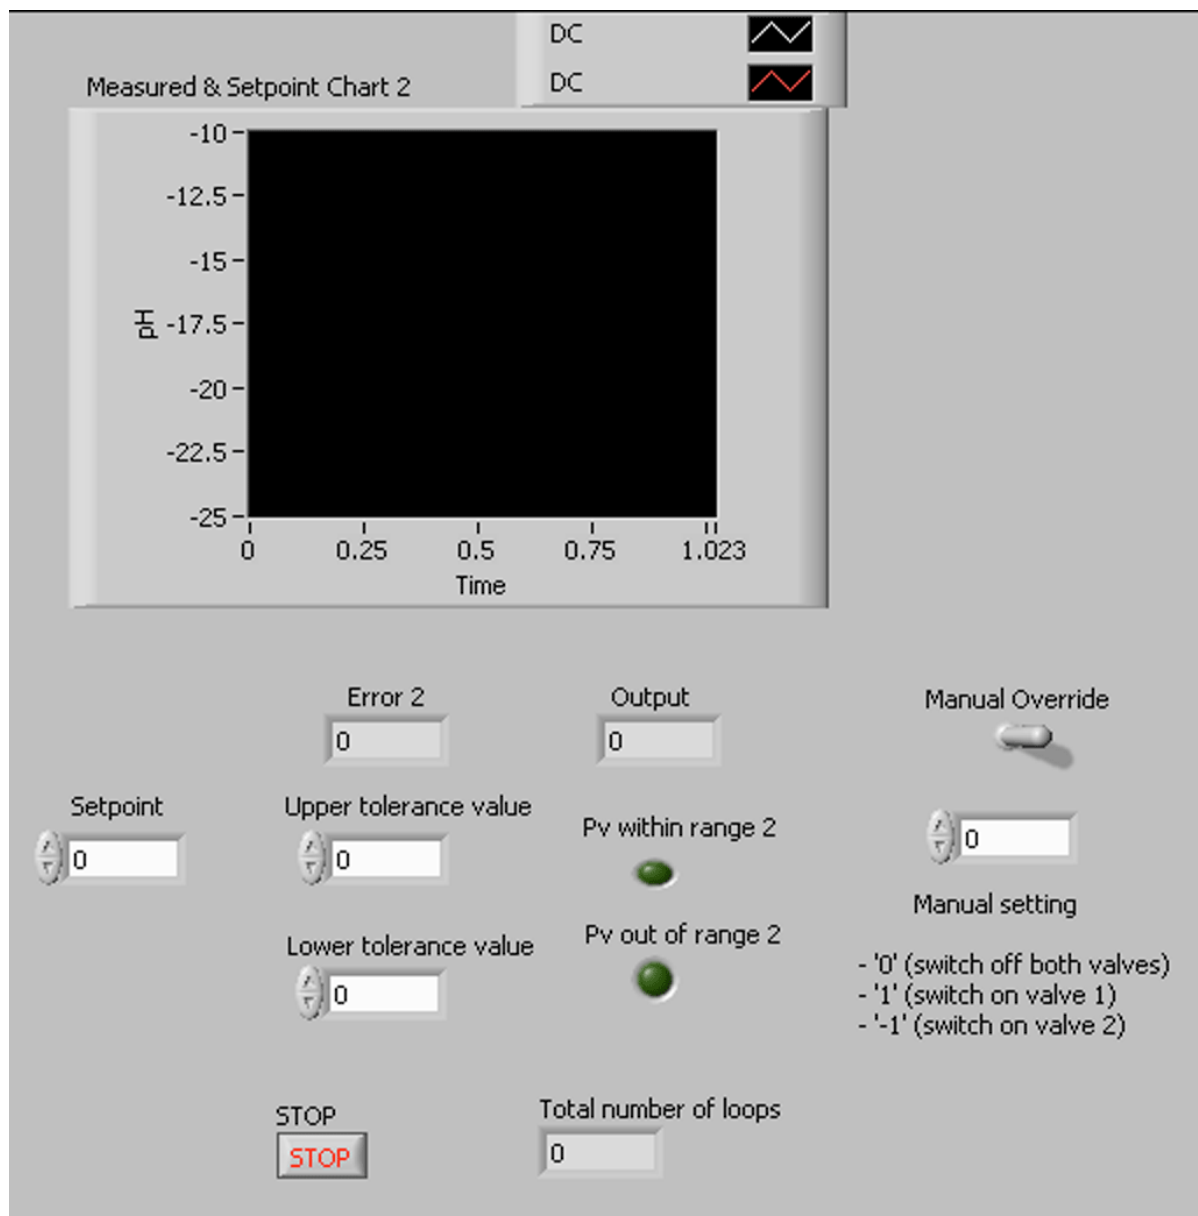 DC
DC
Measured & Setpoint Chart 2
-10
-12.5
-15
-17.5
-20
-22.5
-25
pH
0 0.25 0.5 0.75 1.023
Time
Error 2
0
Output
0
Manual Override
Setpoint
0
Upper tolerance value
0
Pv within range 2
0
Manual setting
Lower tolerance value
0
Pv out of range 2
- '0' (switch off both valves)
- '1' (switch on valve 1)
- '-1' (switch on valve 2)
STOP
STOP
Total number of loops
0